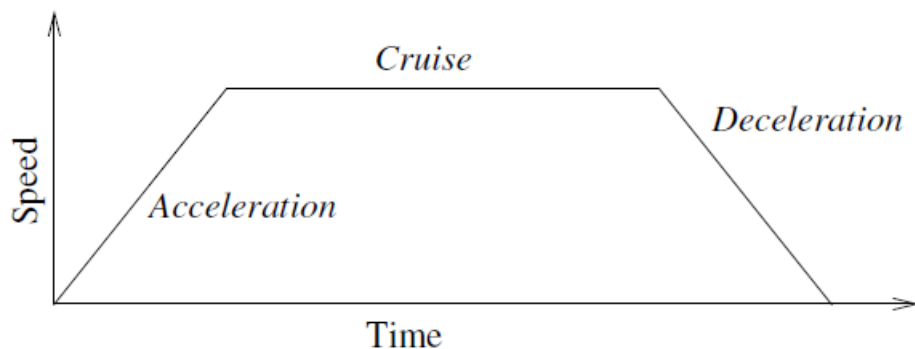 Cruise
Deceleration
Speed
Acceleration
Time